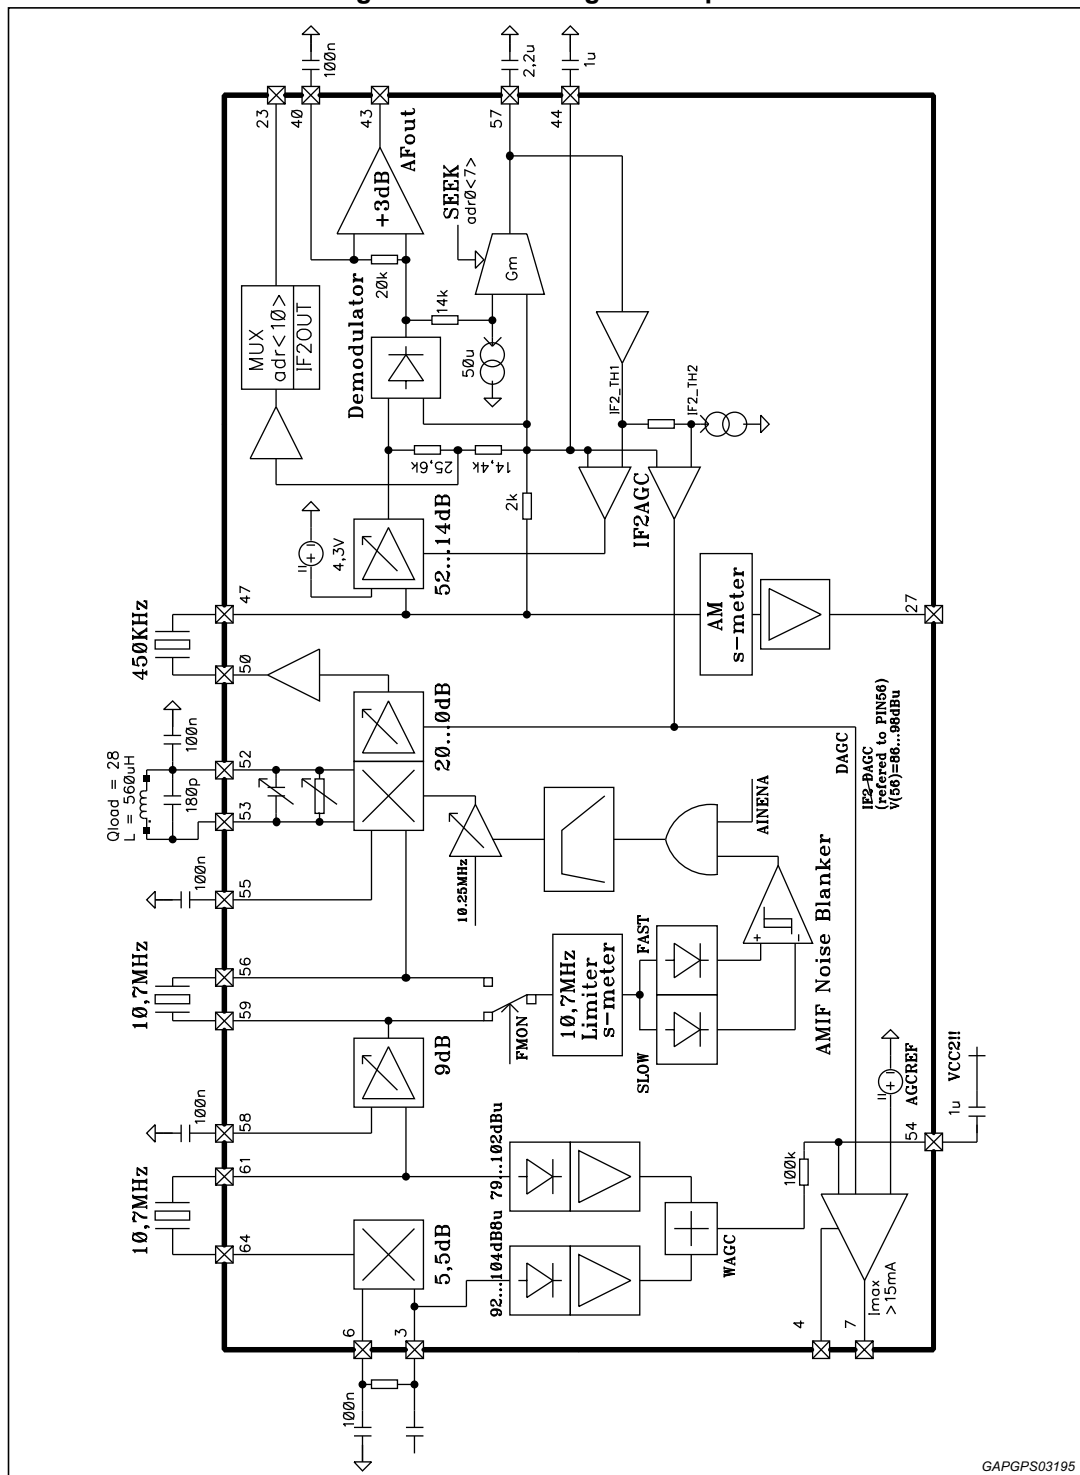 100n
2,2u
1u
23
40
43
57
44
AFout
+3dB
SEEK
adr0<7>
MUX
adr<10>
IF2OUT
20k
Gm
Demodulator
14k
50u
IF2_TH1
IF2_TH2
25,6k
14,4k
2k
IF2AGC
4,3V
52...14dB
47
450KHz
50
AM
s-meter
27
20...0dB
Qload = 28
L = 560uH
100n
180p
52
53
DAGC
IF2-DAGC
(refered to PIN56)
V(56)=86...98dBu
AINENA
10.25MHz
100n
55
10,7MHz
56
59
FMON
10,7MHz
Limiter
s-meter
FAST
SLOW
+
-
AMIF Noise Blanker
9dB
100n
58
61
10,7MHz
64
5,5dB
79...102dBu
92...104dB8u
WAGC
100k
AGCREF
54
1u
VCC2!!
Imax
>15mA
6
3
4
7
100n
GAPGPS03195